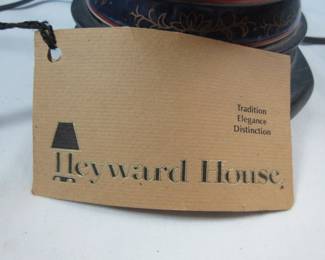 Tradition
Elegance
Distinction
Heyward House